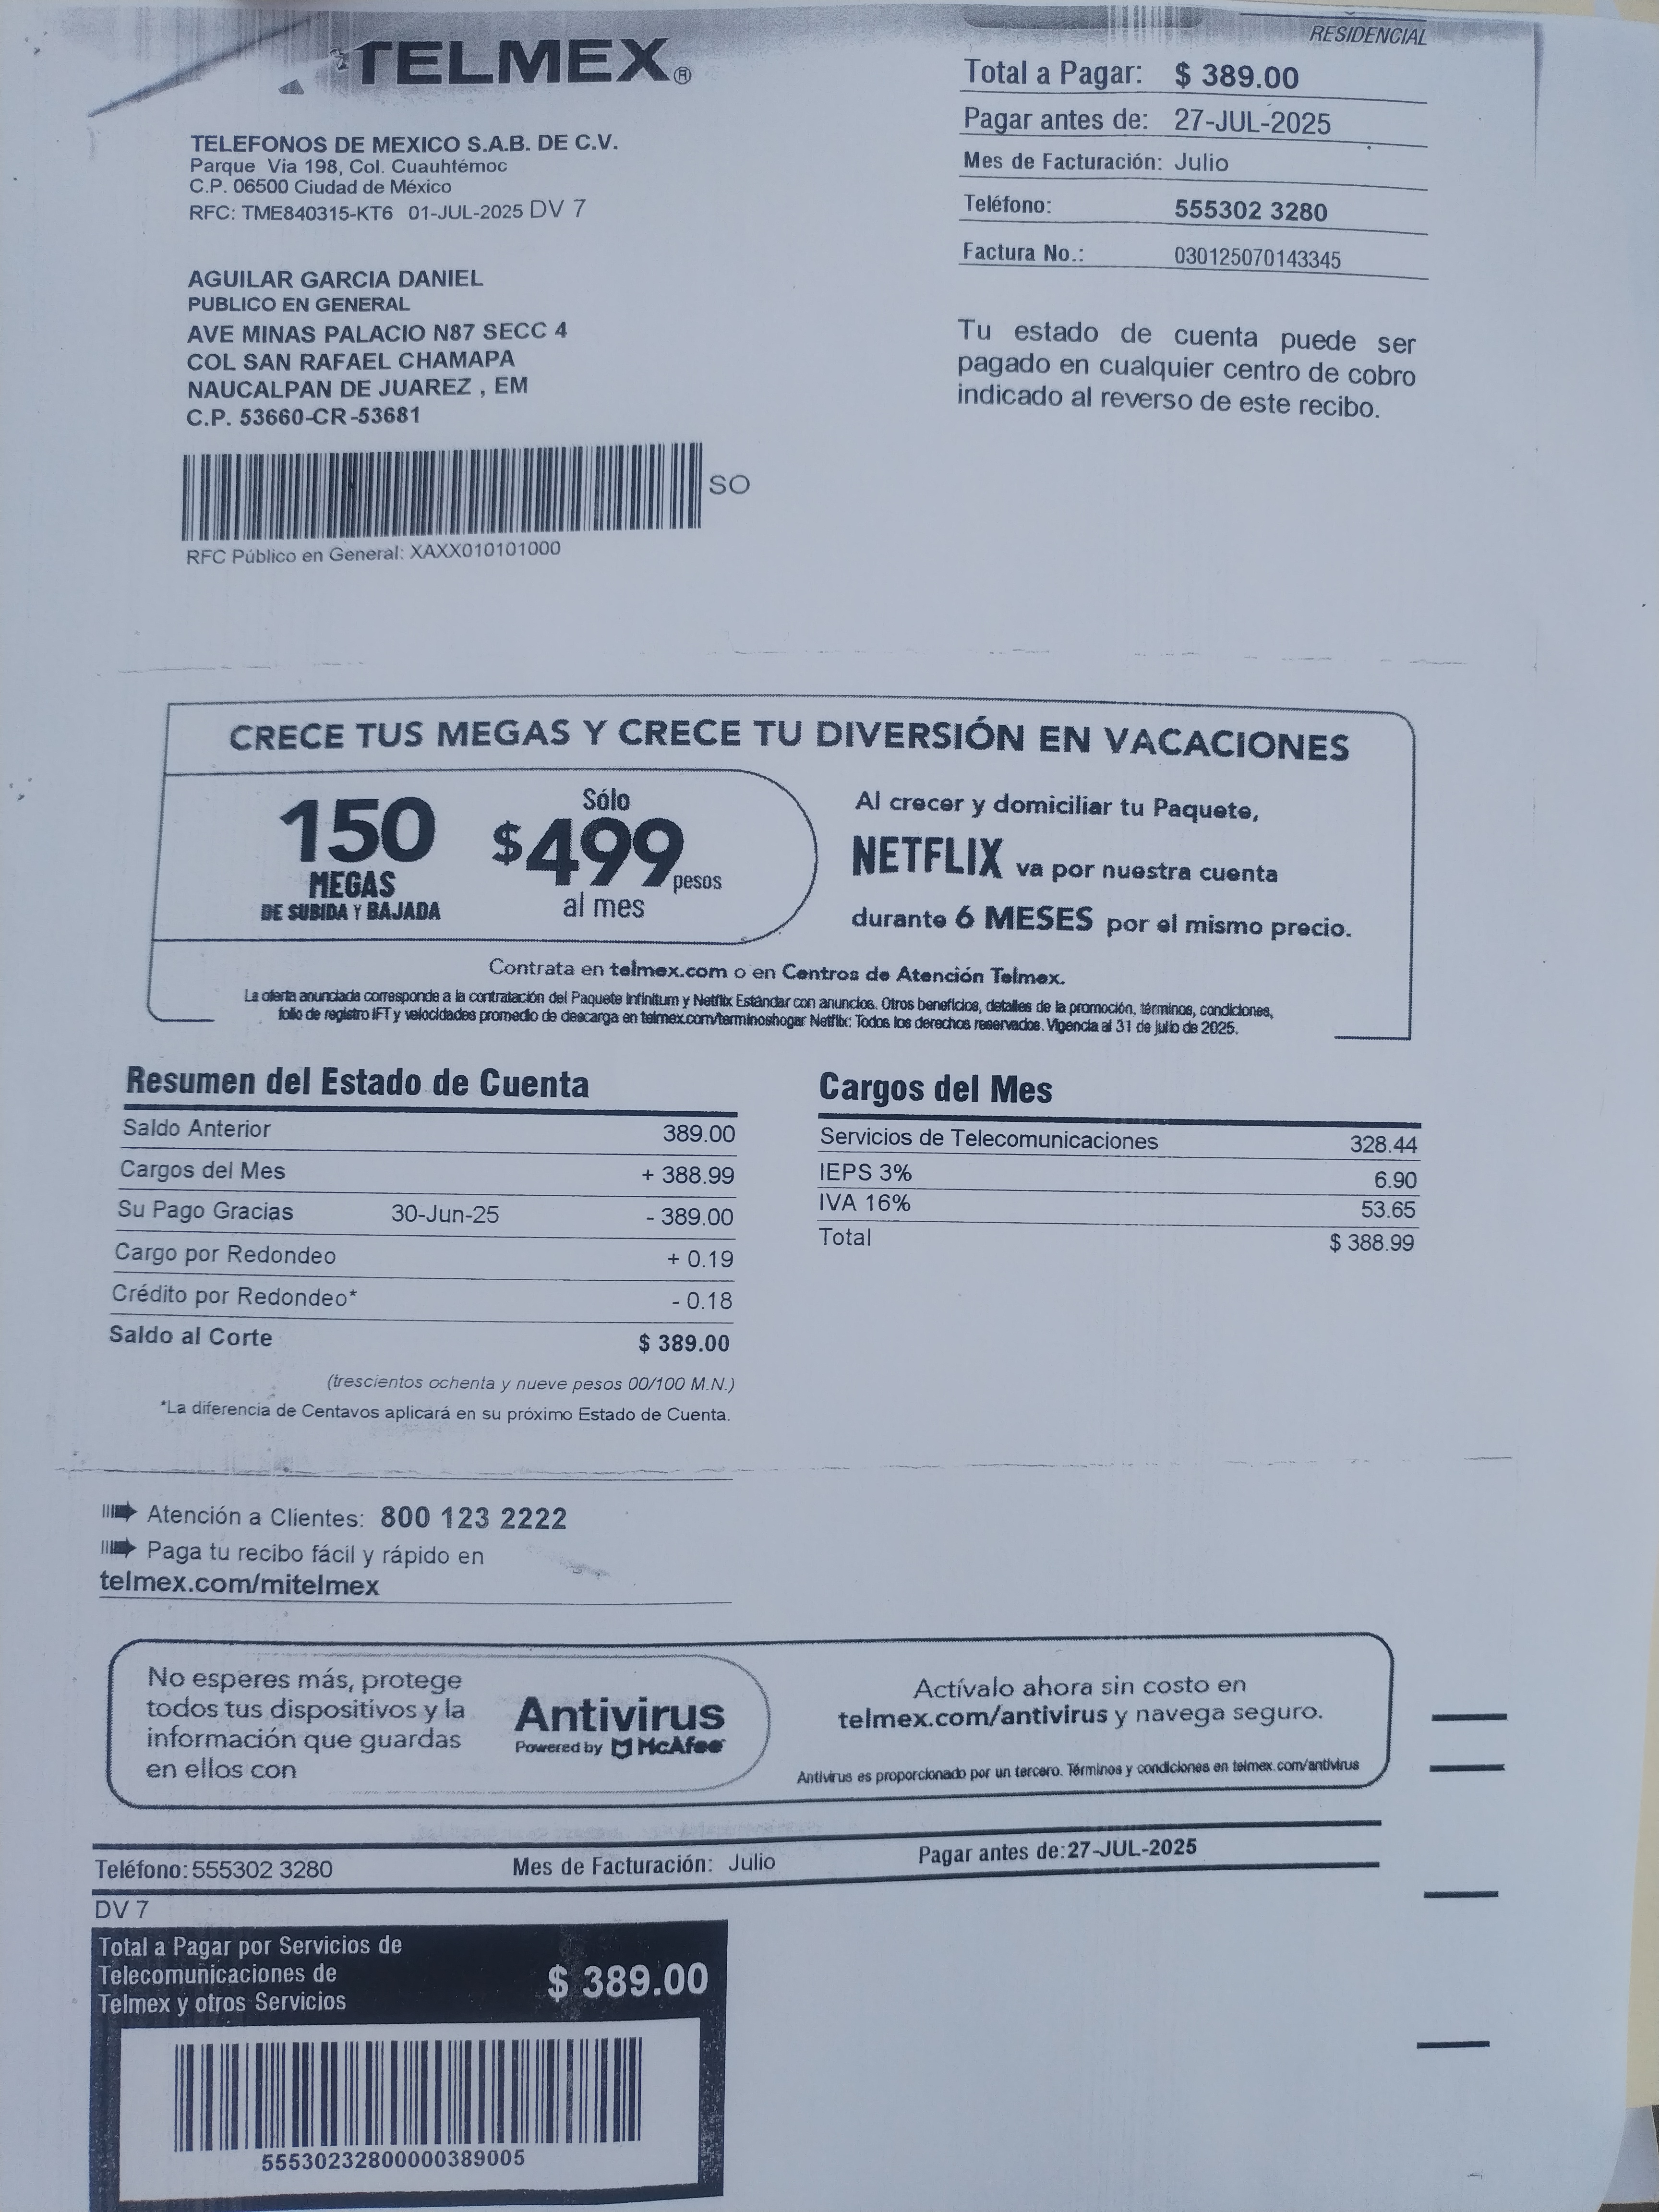 TELMEX®
RESIDENCIAL
Total a Pagar: $ 389.00
Pagar antes de: 27-JUL-2025
Mes de Facturación: Julio
Teléfono: 555302 3280
Factura No.: 030125070143345
TELEFONOS DE MEXICO S.A.B. DE C.V.
Parque Via 198, Col. Cuauhtémoc
C.P. 06500 Ciudad de México
RFC: TME840315-KT6 01-JUL-2025 DV 7
AGUILAR GARCIA DANIEL
PUBLICO EN GENERAL
AVE MINAS PALACIO N87 SECC 4
COL SAN RAFAEL CHAMAPA
NAUCALPAN DE JUAREZ , EM
C.P. 53660-CR -53681
Tu estado de cuenta puede ser
pagado en cualquier centro de cobro
indicado al reverso de este recibo.
SO
RFC Público en General: XAXX010101000
CRECE TUS MEGAS Y CRECE TU DIVERSIÓN EN VACACIONES
150
MEGAS
DE SUBIDA Y BAJADA
Sólo
$499
pesos
al mes
Al crecer y domiciliar tu Paquete,
NETFLIX va por nuestra cuenta
durante 6 MESES por el mismo precio.
Contrata en telmex.com o en Centros de Atención Telmex.
La oferta anunciada corresponde a la contratación del Paquete Infinitum y Netflix Estándar con anuncios. Otros beneficios, detalles de la promoción, términos, condiciones,
folio de registro IFT y velocidades promedio de descarga en telmex.com/terminoshogar Netflix: Todos los derechos reservados. Vigencia al 31 de julio de 2025.
Resumen del Estado de Cuenta
Saldo Anterior 389.00
Cargos del Mes + 388.99
Su Pago Gracias 30-Jun-25 - 389.00
Cargo por Redondeo + 0.19
Crédito por Redondeo* - 0.18
Saldo al Corte $ 389.00
(trescientos ochenta y nueve pesos 00/100 M.N.)
*La diferencia de Centavos aplicará en su próximo Estado de Cuenta.
Cargos del Mes
Servicios de Telecomunicaciones 328.44
IEPS 3% 6.90
IVA 16% 53.65
Total $ 388.99
Atención a Clientes: 800 123 2222
Paga tu recibo fácil y rápido en
telmex.com/mitelmex
No esperes más, protege
todos tus dispositivos y la
información que guardas
en ellos con
Antivirus
Powered by McAfee
Actívalo ahora sin costo en
telmex.com/antivirus y navega seguro.
Antivirus es proporcionado por un tercero. Términos y condiciones en telmex.com/antivirus
Teléfono: 555302 3280 Mes de Facturación: Julio Pagar antes de: 27-JUL-2025
DV 7
Total a Pagar por Servicios de
Telecomunicaciones de
Telmex y otros Servicios
$ 389.00
55530232800000389005